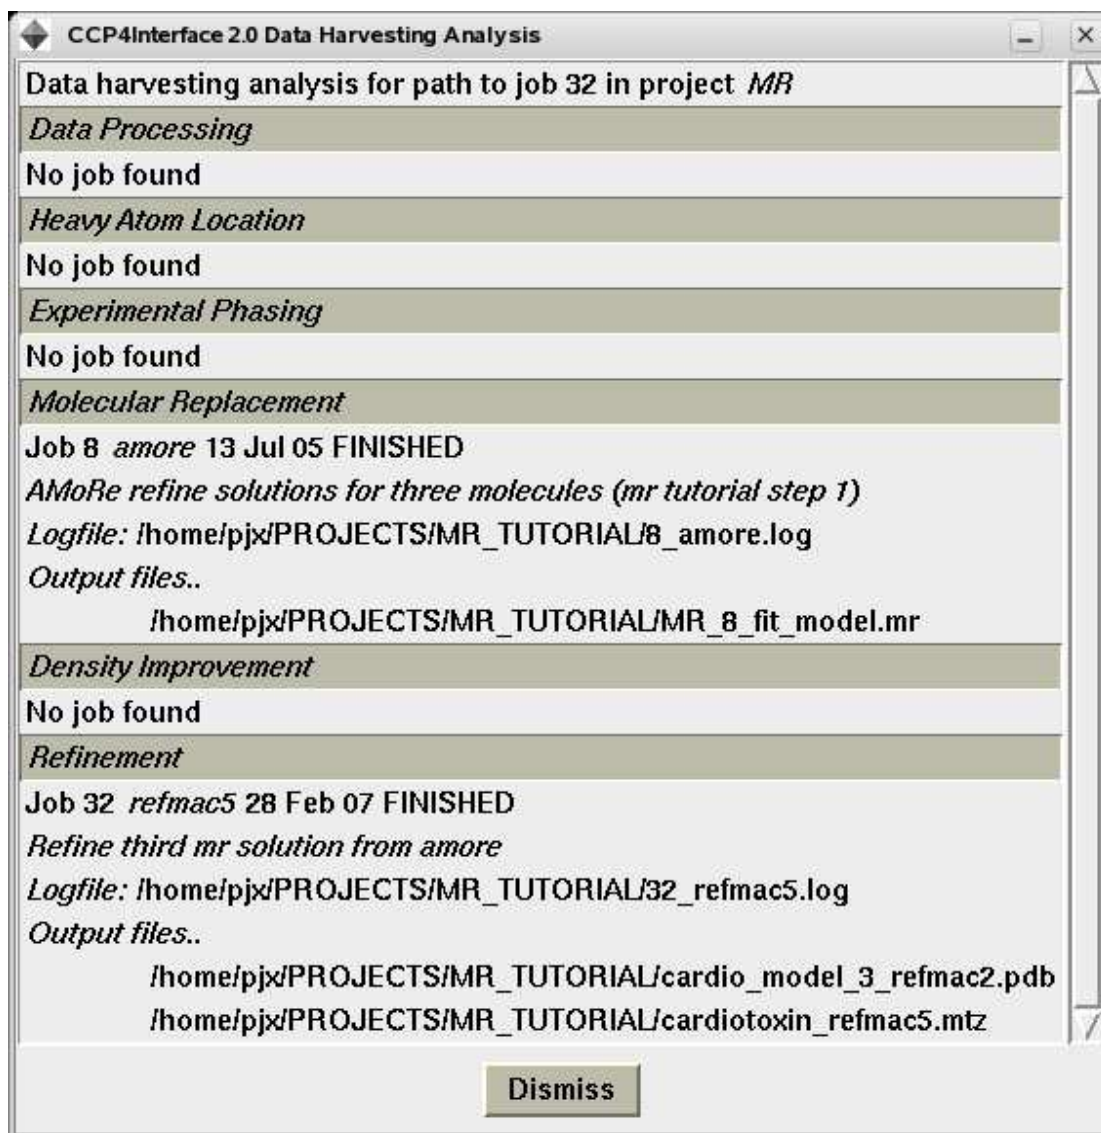 CCP4Interface 2.0 Data Harvesting Analysis
Data harvesting analysis for path to job 32 in project MR
Data Processing
No job found
Heavy Atom Location
No job found
Experimental Phasing
No job found
Molecular Replacement
Job 8 amore 13 Jul 05 FINISHED
AMoRe refine solutions for three molecules (mr tutorial step 1)
Logfile: /home/pjx/PROJECTS/MR_TUTORIAL/8_amore.log
Output files..
/home/pjx/PROJECTS/MR_TUTORIAL/MR_8_fit_model.mr
Density Improvement
No job found
Refinement
Job 32 refmac5 28 Feb 07 FINISHED
Refine third mr solution from amore
Logfile: /home/pjx/PROJECTS/MR_TUTORIAL/32_refmac5.log
Output files..
/home/pjx/PROJECTS/MR_TUTORIAL/cardio_model_3_refmac2.pdb
/home/pjx/PROJECTS/MR_TUTORIAL/cardiotoxin_refmac5.mtz
Dismiss